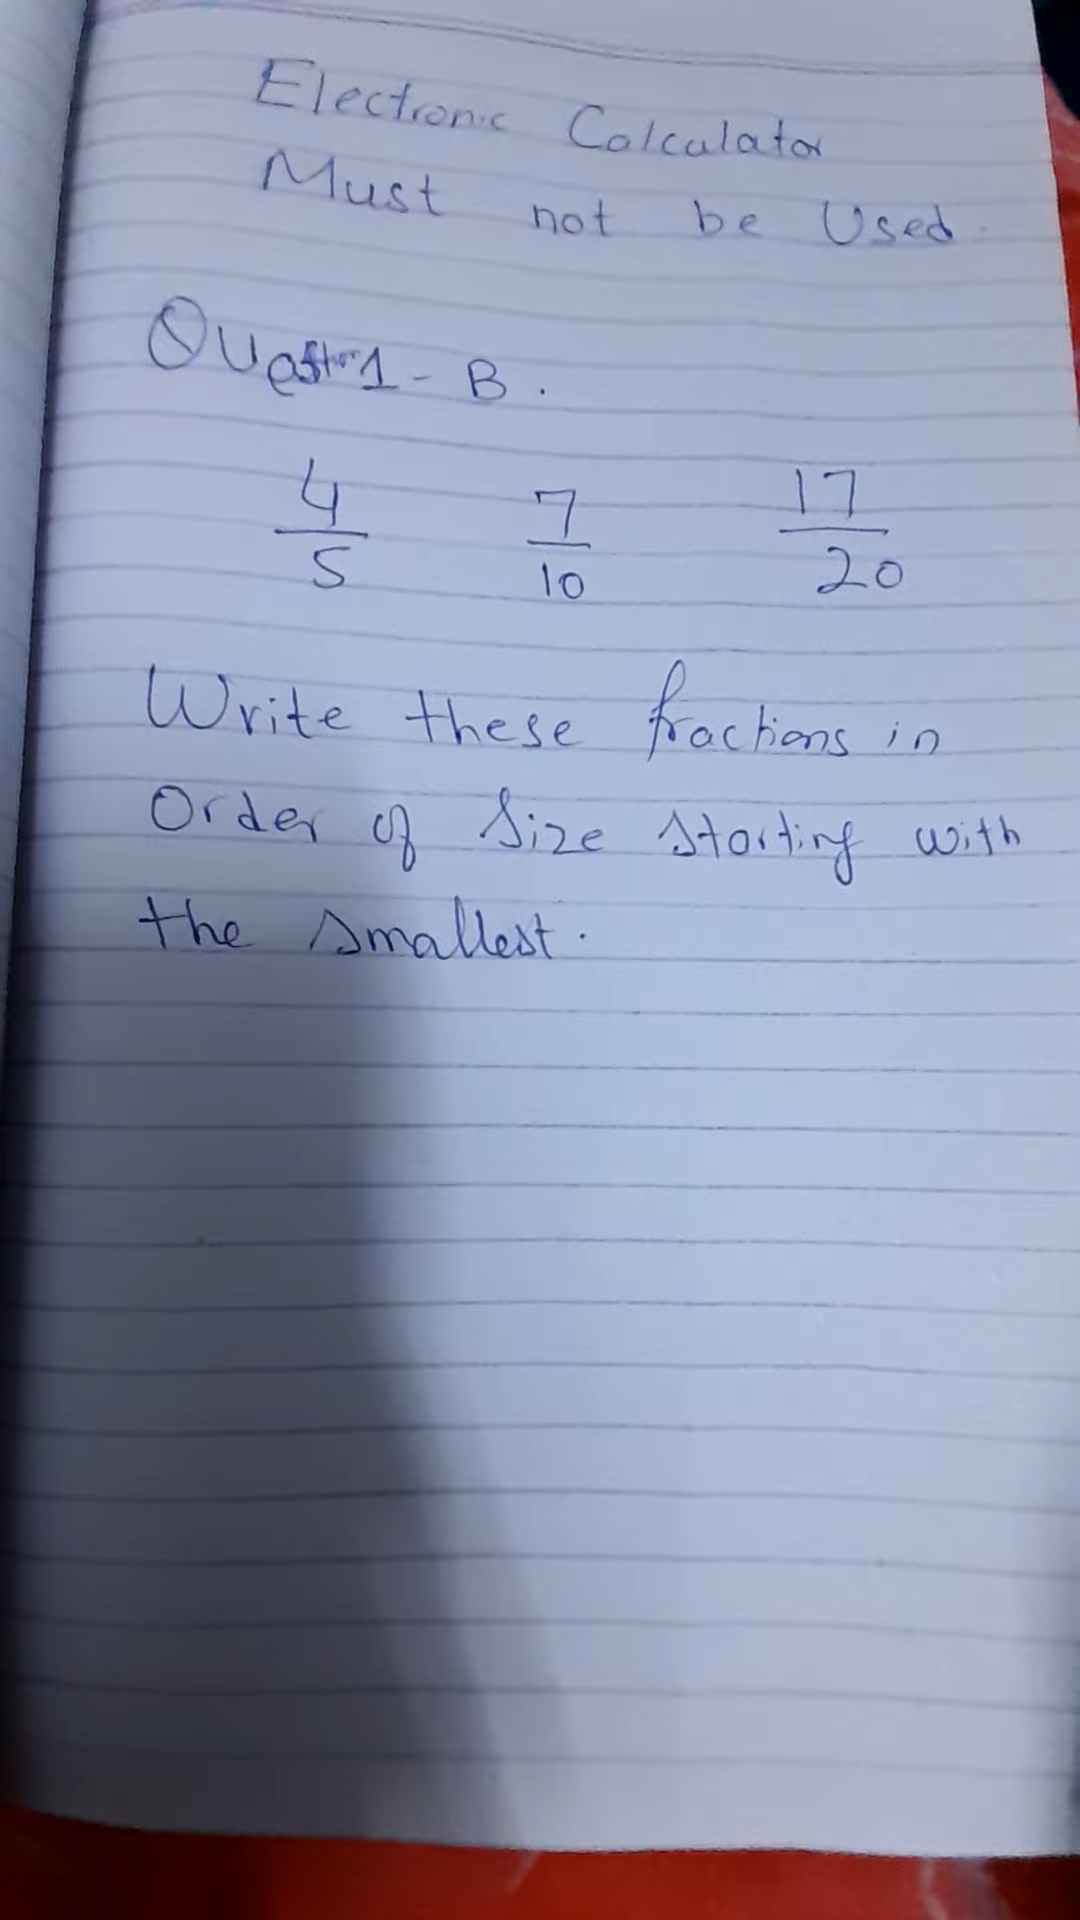 Electronic Calculator
Must not be Used.
Question 1 - B.
4/5 7/10 17/20
Write these fractions in
Order of Size Starting with
the smallest.